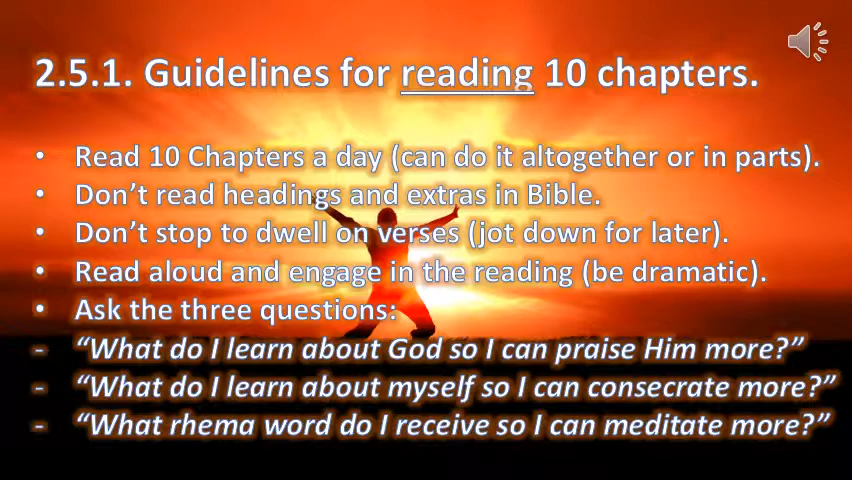 2.5.1. Guidelines for reading 10 chapters.
• Read 10 Chapters a day (can do it altogether or in parts).
• Don’t read headings and extras in Bible.
• Don’t stop to dwell on verses (jot down for later).
• Read aloud and engage in the reading (be dramatic).
• Ask the three questions:
- “What do I learn about God so I can praise Him more?”
- “What do I learn about myself so I can consecrate more?”
- “What rhema word do I receive so I can meditate more?”